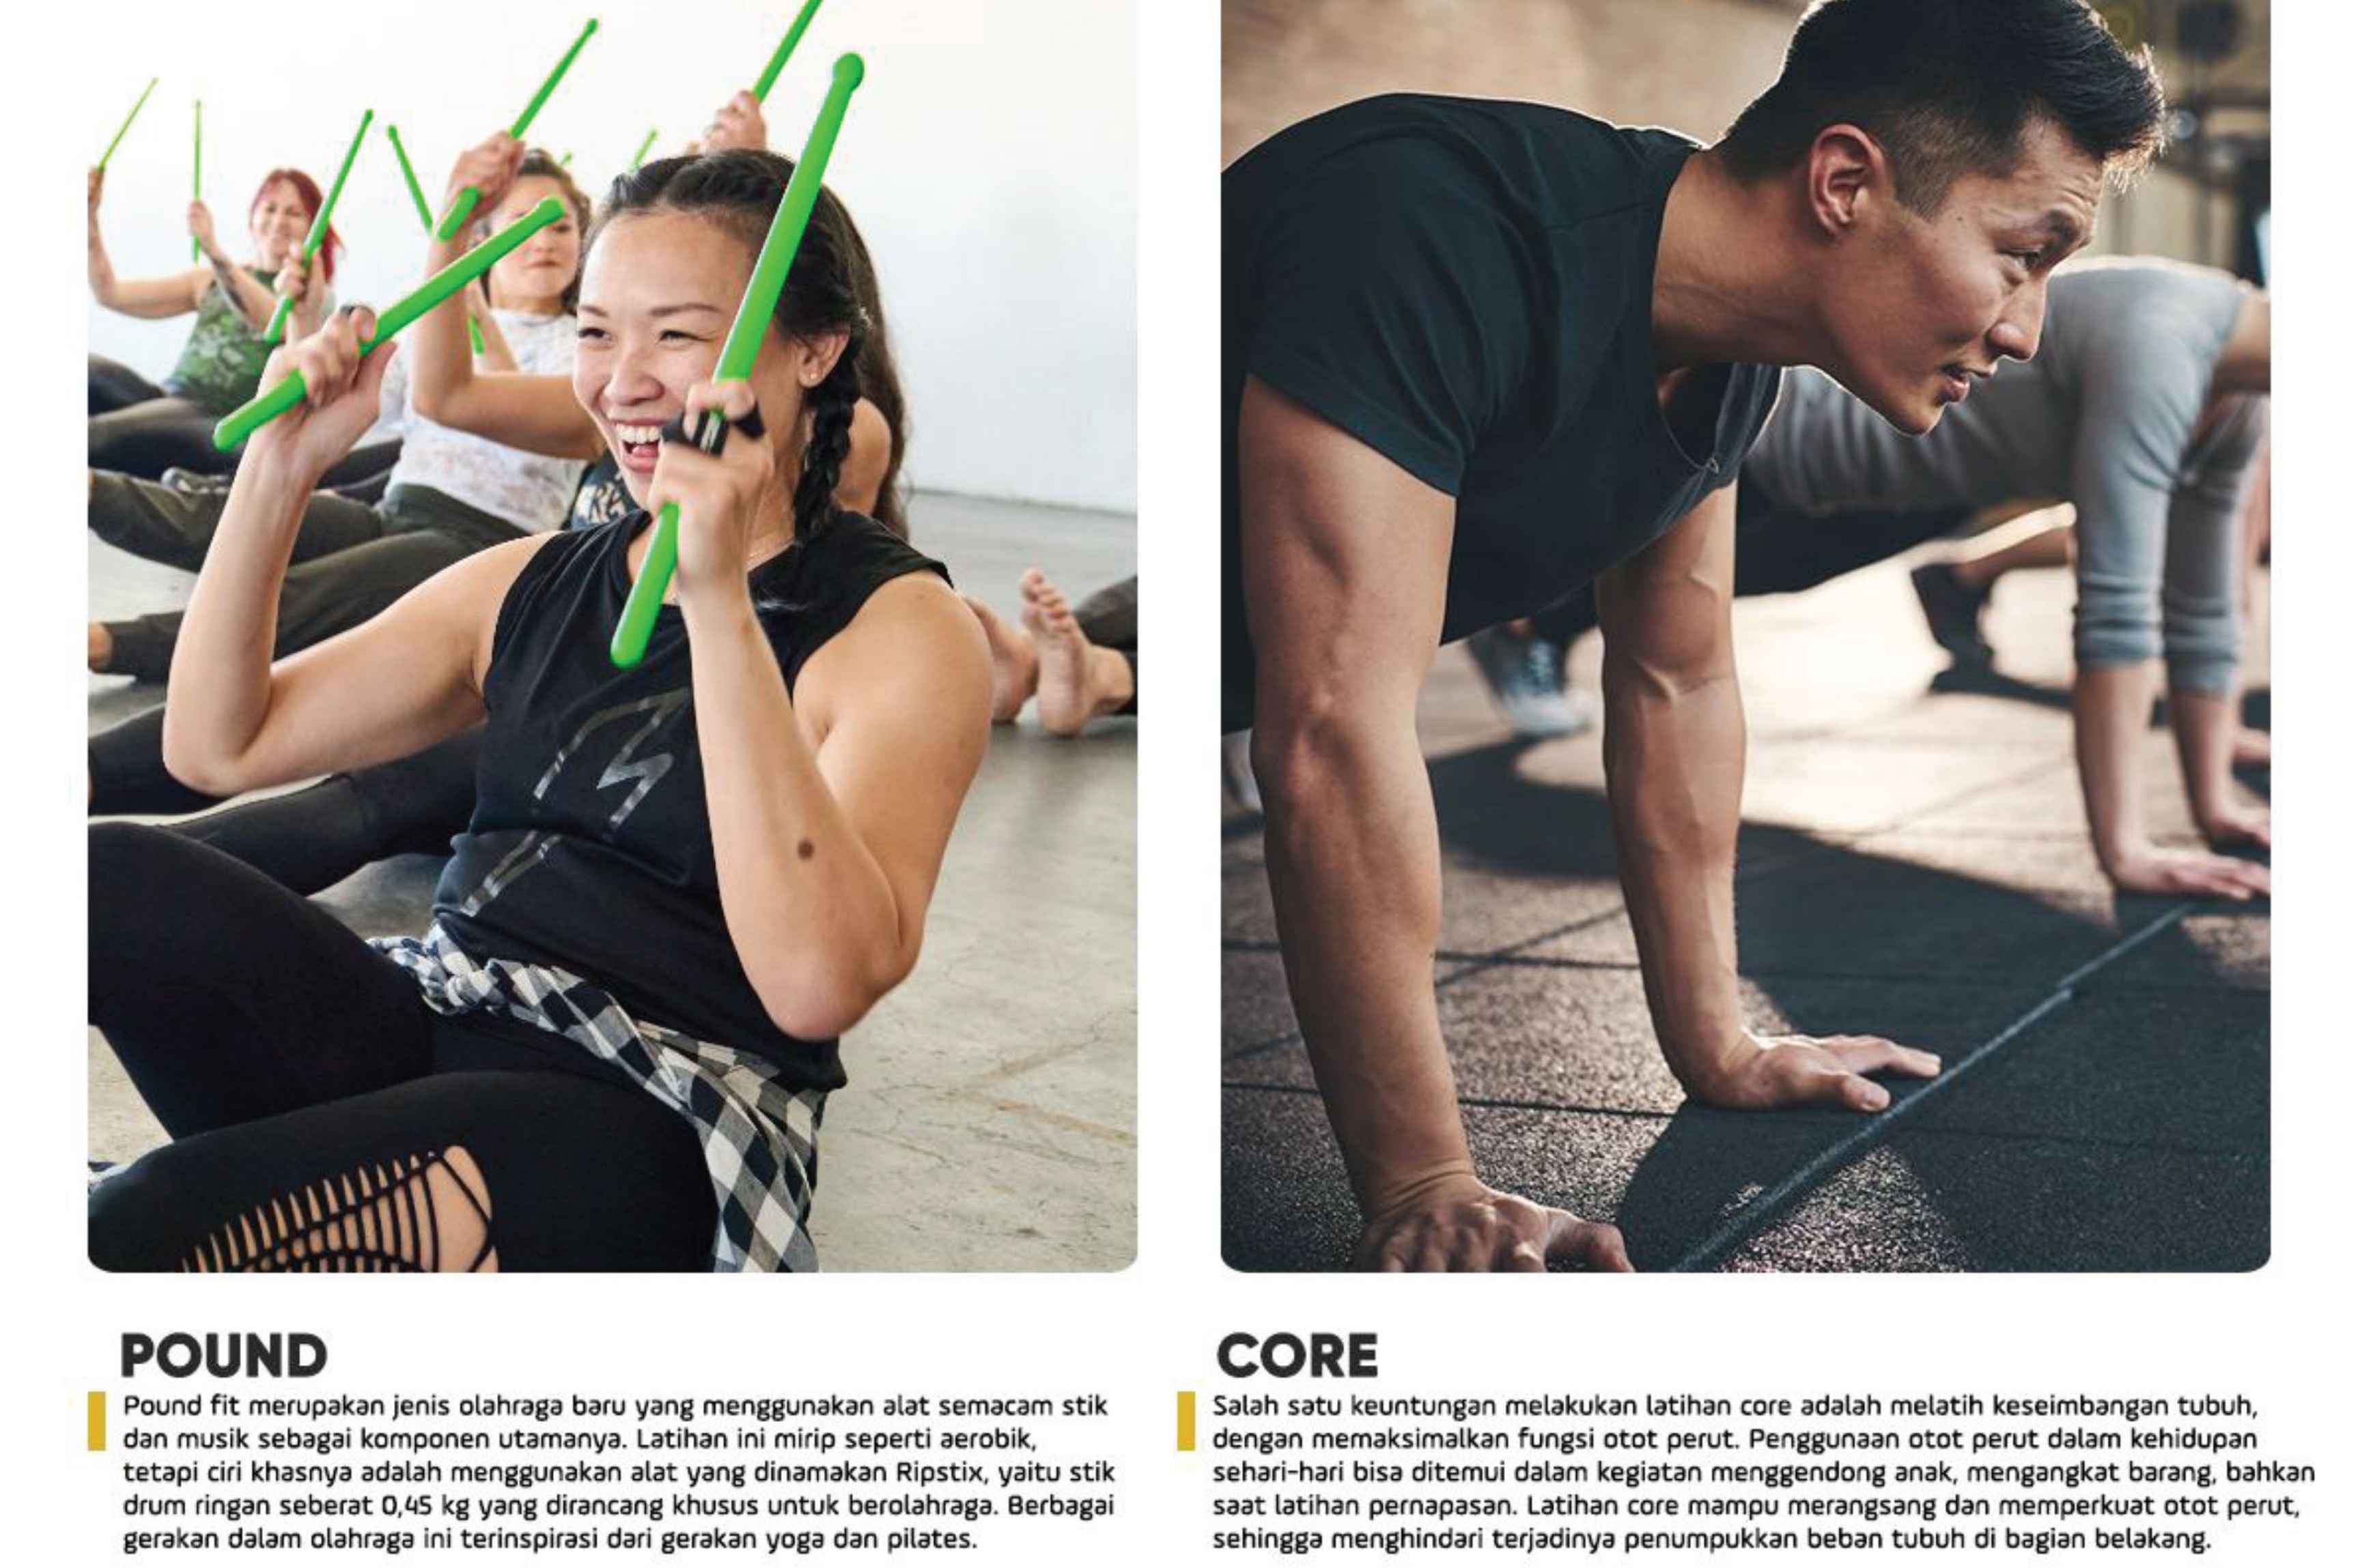 POUND
Pound fit merupakan jenis olahraga baru yang menggunakan alat semacam stik
dan musik sebagai komponen utamanya. Latihan ini mirip seperti aerobik,
tetapi ciri khasnya adalah menggunakan alat yang dinamakan Ripstix, yaitu stik
drum ringan seberat 0,45 kg yang dirancang khusus untuk berolahraga. Berbagai
gerakan dalam olahraga ini terinspirasi dari gerakan yoga dan pilates.
CORE
Salah satu keuntungan melakukan latihan core adalah melatih keseimbangan tubuh,
dengan memaksimalkan fungsi otot perut. Penggunaan otot perut dalam kehidupan
sehari-hari bisa ditemui dalam kegiatan menggendong anak, mengangkat barang, bahkan
saat latihan pernapasan. Latihan core mampu merangsang dan memperkuat otot perut,
sehingga menghindari terjadinya penumpukkan beban tubuh di bagian belakang.